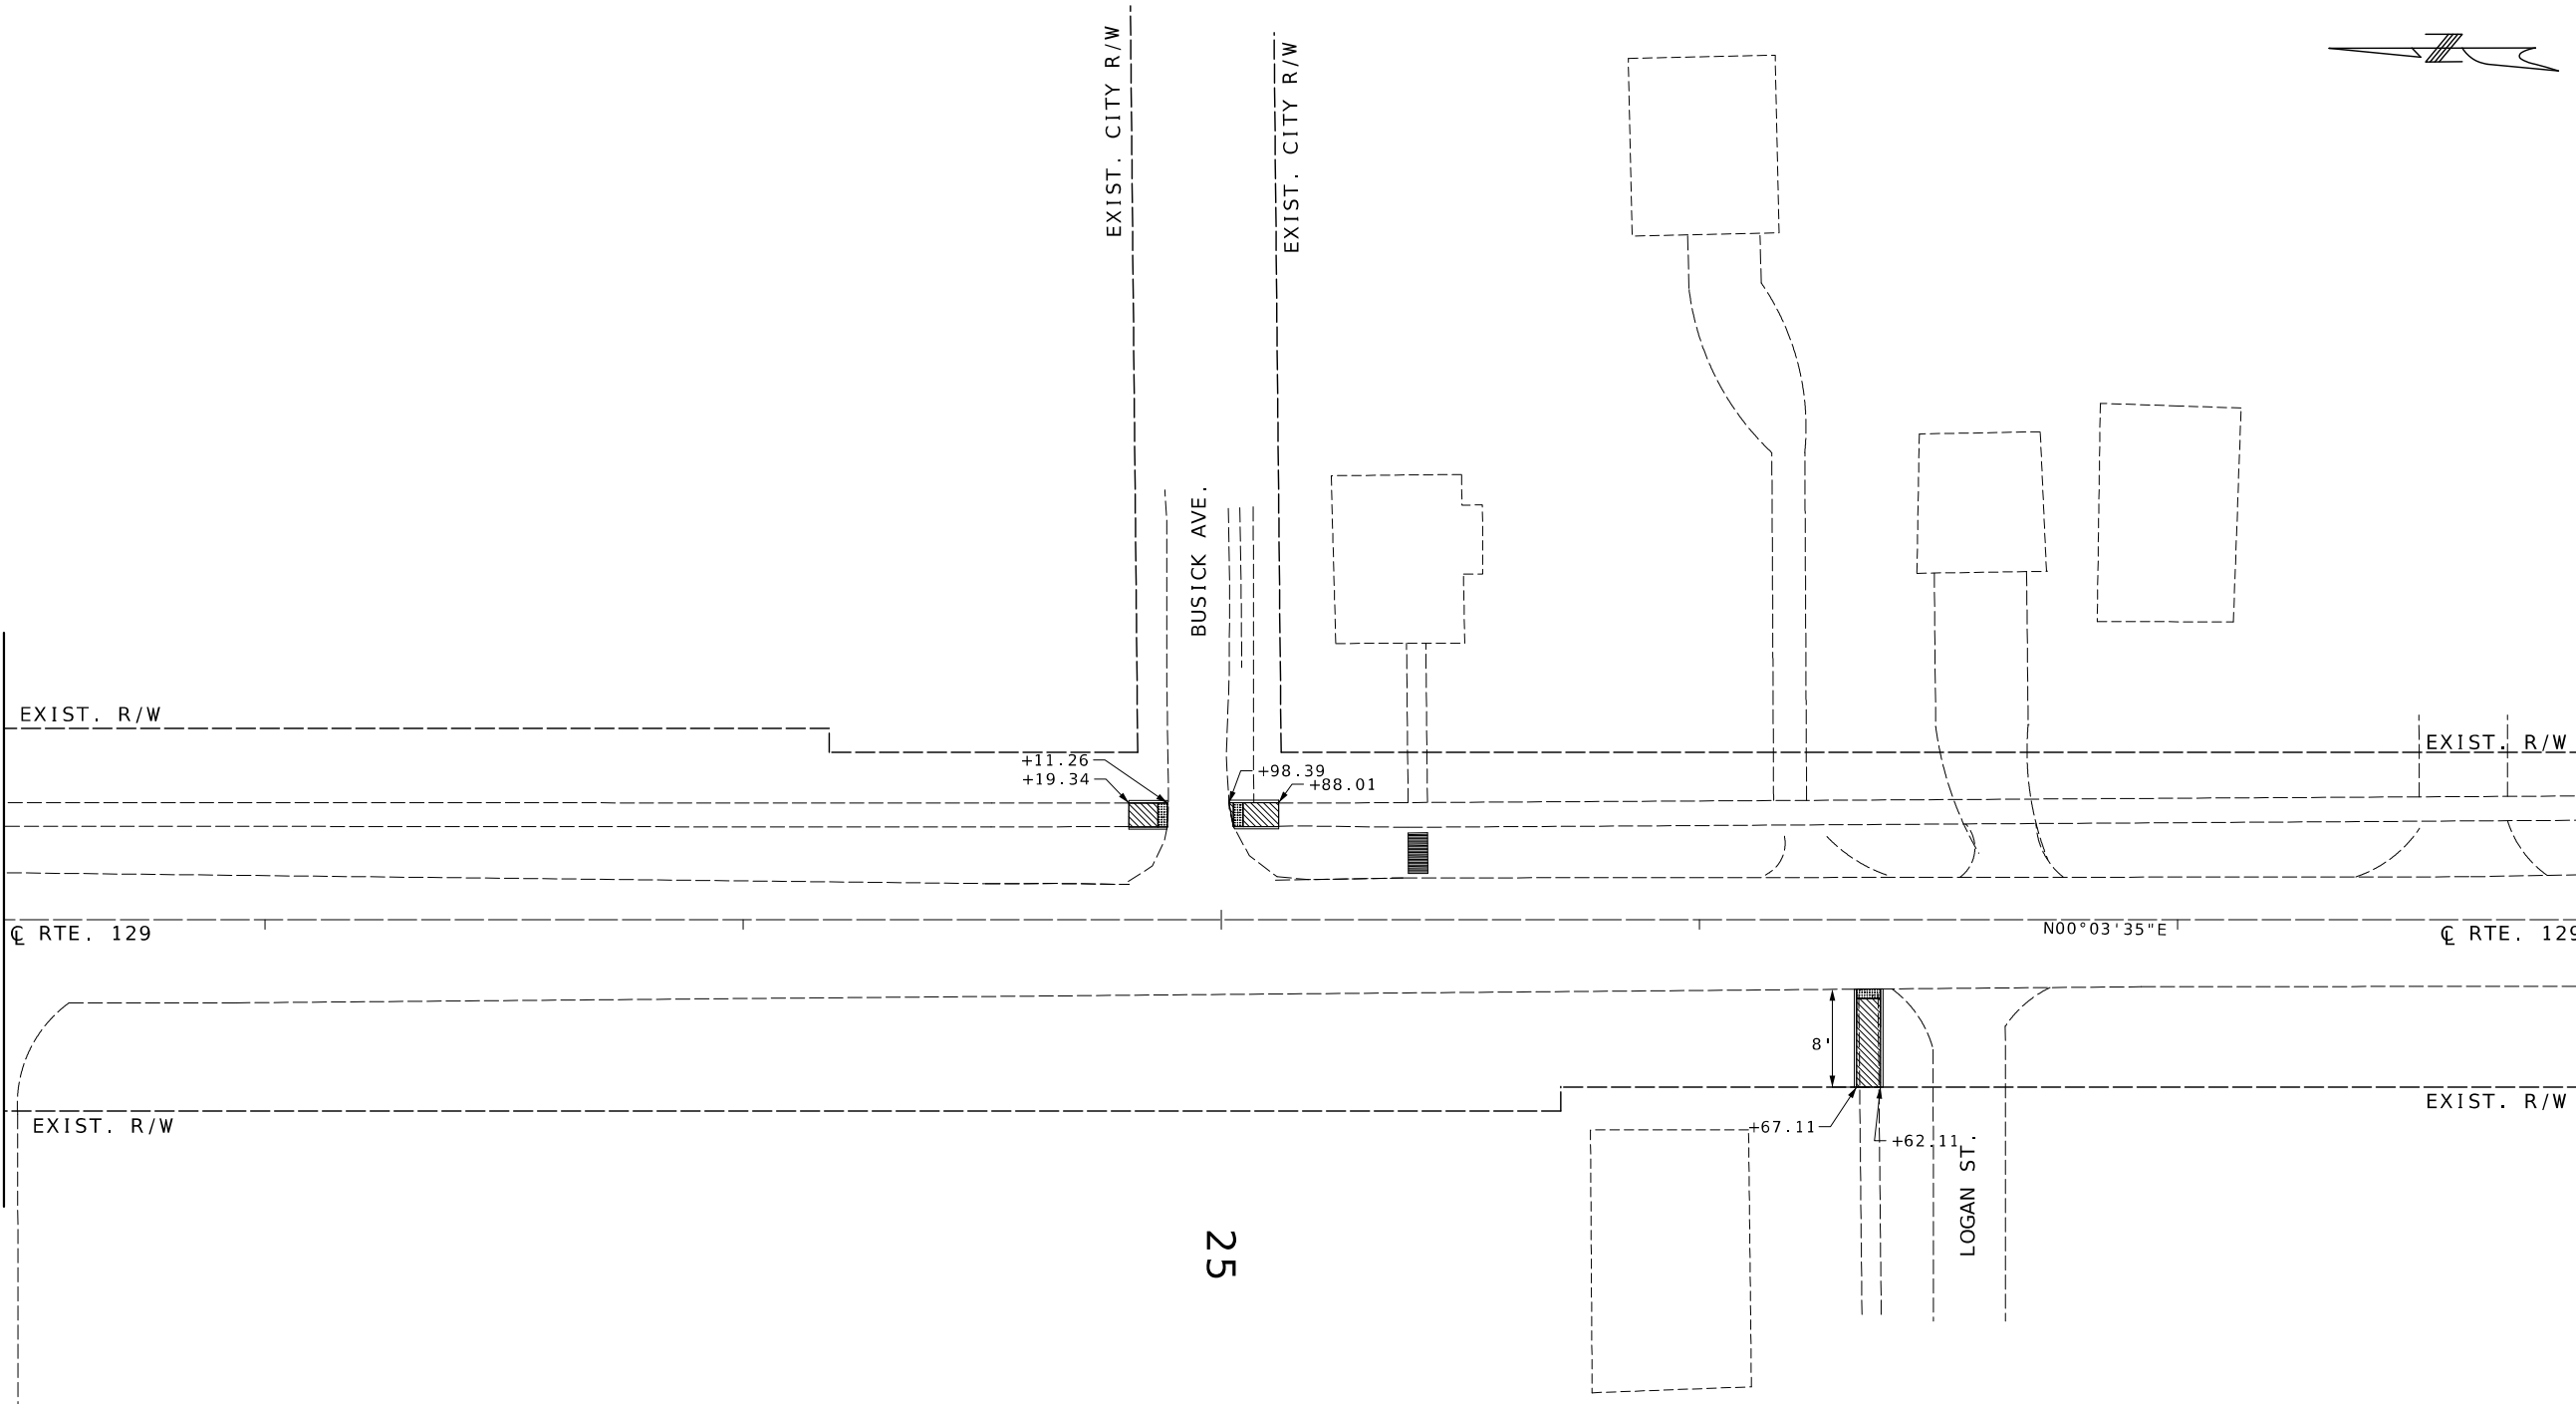 EXIST. CITY R/W
EXIST. CITY R/W
BUSICK AVE.
EXIST. R/W
EXIST. R/W
+11.26
+19.34
+98.39
+88.01
℄ RTE. 129
N00°03'35"E
℄ RTE. 129
8'
EXIST. R/W
EXIST. R/W
+67.11
+62.11
LOGAN ST.
25